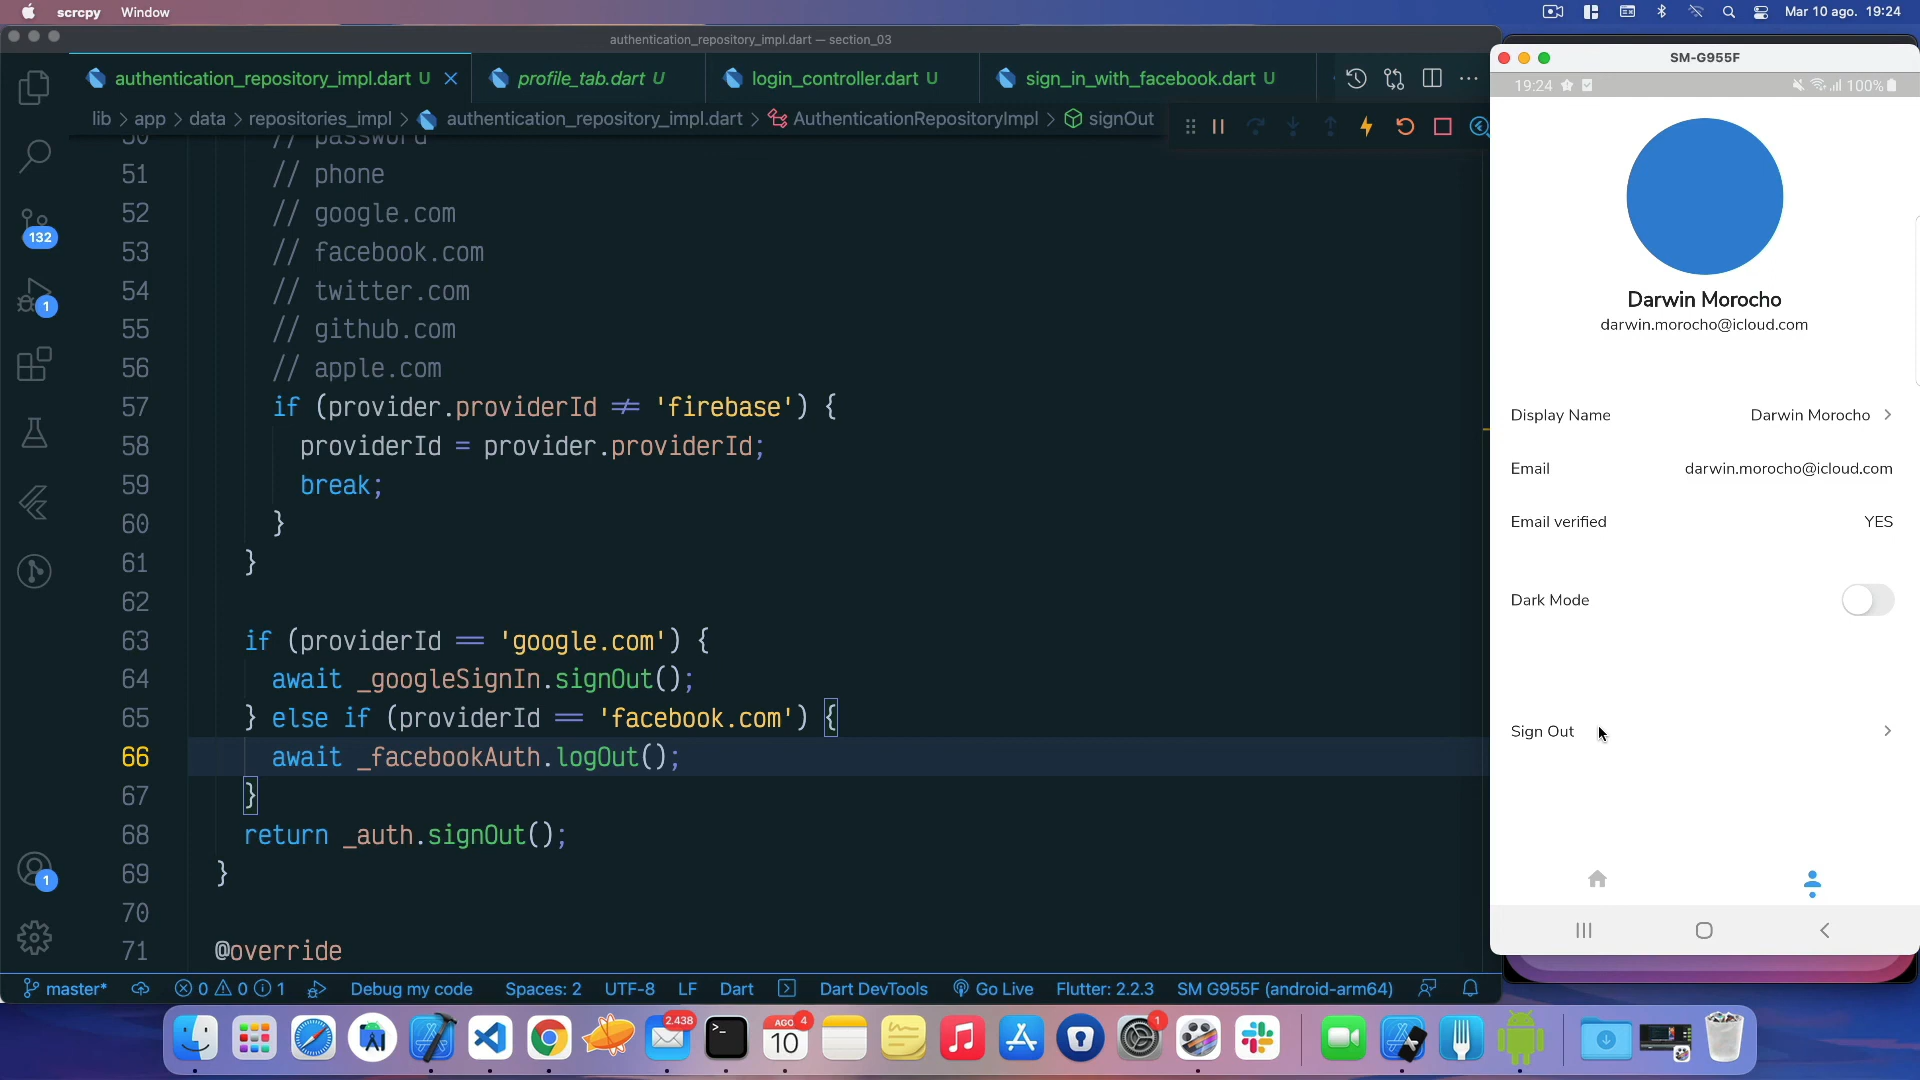 scrcpy Window
Mar 10 ago. 19:24
authentication_repository_impl.dart — section_03
authentication_repository_impl.dart U
profile_tab.dart U
login_controller.dart U
sign_in_with_facebook.dart U
lib > app > data > repositories_impl > authentication_repository_impl.dart > AuthenticationRepositoryImpl > signOut
50 // password
51 // phone
52 // google.com
53 // facebook.com
54 // twitter.com
55 // github.com
56 // apple.com
57 if (provider.providerId != 'firebase') {
58 providerId = provider.providerId;
59 break;
60 }
61 }
62
63 if (providerId == 'google.com') {
64 await _googleSignIn.signOut();
65 } else if (providerId == 'facebook.com') {
66 await _facebookAuth.logOut();
67 }
68 return _auth.signOut();
69 }
70
71 @override
132
1
1
master* 0 0 1 Debug my code Spaces: 2 UTF-8 LF Dart Dart DevTools Go Live Flutter: 2.2.3 SM G955F (android-arm64)
SM-G955F
19:24 100%
Darwin Morocho
darwin.morocho@icloud.com
Display Name Darwin Morocho
Email darwin.morocho@icloud.com
Email verified YES
Dark Mode
Sign Out
2.438
AGO 4
10
1